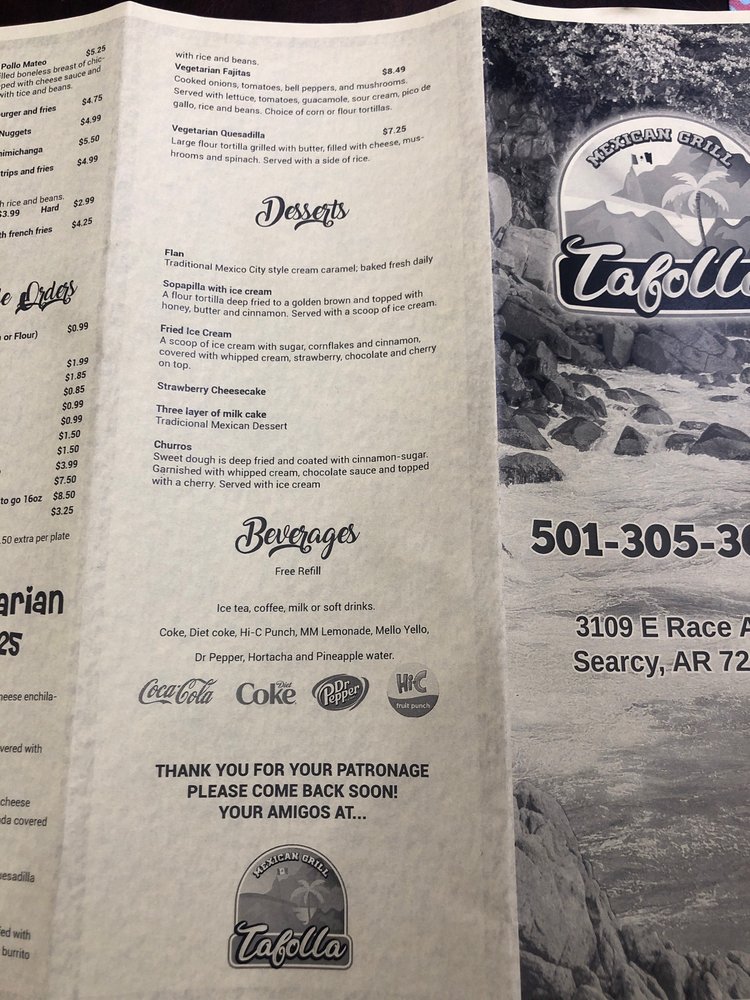 Pollo Mateo $5.25
illed boneless breast of chic-
ped with cheese sauce and
with tice and beans.
urger and fries $4.75
Nuggets $4.99
himichanga $5.50
trips and fries $4.99
h rice and beans.
$3.99 Hard $2.99
th french fries $4.25
Orders
or Flour) $0.99
$1.99
$1.85
$0.85
$0.99
$0.99
$1.50
$1.50
$3.99
$7.50
to go 16oz $8.50
$3.25
.50 extra per plate
arian
25
heese enchila-
vered with
cheese
da covered
esadilla
ed with
burrito
with rice and beans.
Vegetarian Fajitas $8.49
Cooked onions, tomatoes, bell peppers, and mushrooms.
Served with lettuce, tomatoes, guacamole, sour cream, pico de
gallo, rice and beans. Choice of corn or flour tortillas.
Vegetarian Quesadilla $7.25
Large flour tortilla grilled with butter, filled with cheese, mus-
hrooms and spinach. Served with a side of rice.
Desserts
Flan
Traditional Mexico City style cream caramel; baked fresh daily
Sopapilla with ice cream
A flour tortilla deep fried to a golden brown and topped with
honey, butter and cinnamon. Served with a scoop of ice cream.
Fried Ice Cream
A scoop of ice cream with sugar, cornflakes and cinnamon,
covered with whipped cream, strawberry, chocolate and cherry
on top.
Strawberry Cheesecake
Three layer of milk cake
Tradicional Mexican Dessert
Churros
Sweet dough is deep fried and coated with cinnamon-sugar.
Garnished with whipped cream, chocolate sauce and topped
with a cherry. Served with ice cream
Beverages
Free Refill
Ice tea, coffee, milk or soft drinks.
Coke, Diet coke, Hi-C Punch, MM Lemonade, Mello Yello,
Dr Pepper, Hortacha and Pineapple water.
Coca-Cola Diet Coke Dr Pepper Hi-C fruit punch
THANK YOU FOR YOUR PATRONAGE
PLEASE COME BACK SOON!
YOUR AMIGOS AT...
MEXICAN GRILL
Tafolla
MEXICAN GRILL
Tafoll
501-305-3
3109 E Race A
Searcy, AR 72